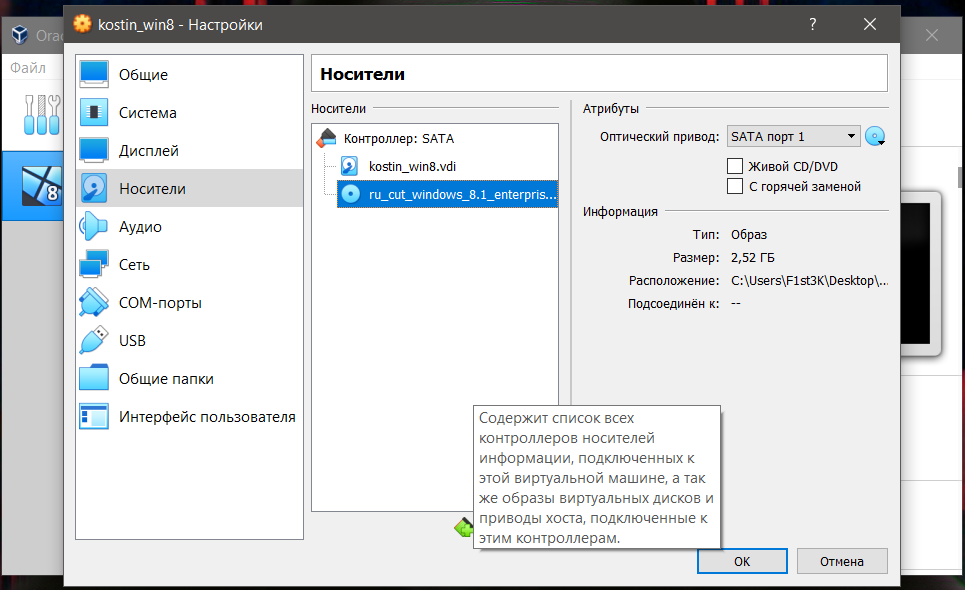 kostin_win8 - Настройки
?
Orac
Файл
8
Общие
Система
Дисплей
Носители
Аудио
Сеть
COM-порты
USB
Общие папки
Интерфейс пользователя
Носители
Носители
Контроллер: SATA
kostin_win8.vdi
ru_cut_windows_8.1_enterpris...
Атрибуты
Оптический привод: SATA порт 1
Живой CD/DVD
С горячей заменой
Информация
Тип: Образ
Размер: 2,52 ГБ
Расположение: C:\Users\F1st3K\Desktop\...
Подсоединён к: --
Содержит список всех
контроллеров носителей
информации, подключенных к
этой виртуальной машине, а так
же образы виртуальных дисков и
приводы хоста, подключенные к
этим контроллерам.
OK
Отмена